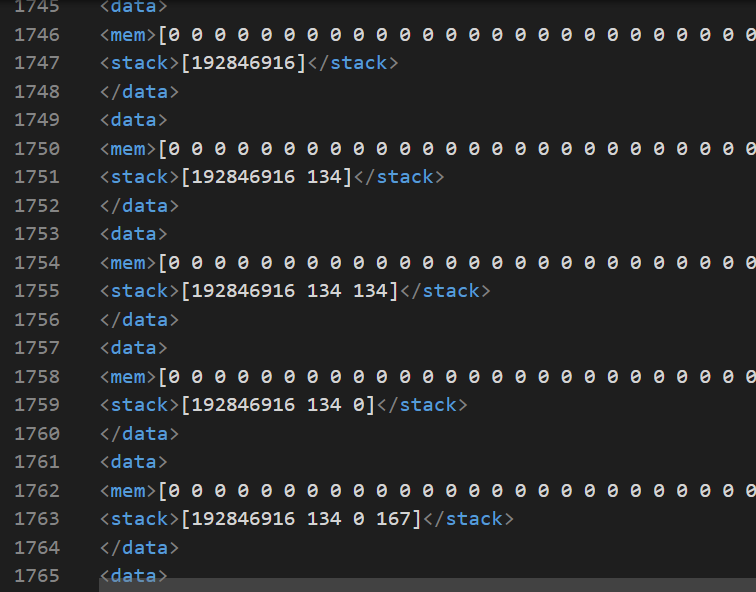 1745 <data>
1746 <mem>[0 0 0 0 0 0 0 0 0 0 0 0 0 0 0 0 0 0 0 0 0 0 0 0 0 0
1747 <stack>[192846916]</stack>
1748 </data>
1749 <data>
1750 <mem>[0 0 0 0 0 0 0 0 0 0 0 0 0 0 0 0 0 0 0 0 0 0 0 0 0 0
1751 <stack>[192846916 134]</stack>
1752 </data>
1753 <data>
1754 <mem>[0 0 0 0 0 0 0 0 0 0 0 0 0 0 0 0 0 0 0 0 0 0 0 0 0 0
1755 <stack>[192846916 134 134]</stack>
1756 </data>
1757 <data>
1758 <mem>[0 0 0 0 0 0 0 0 0 0 0 0 0 0 0 0 0 0 0 0 0 0 0 0 0 0
1759 <stack>[192846916 134 0]</stack>
1760 </data>
1761 <data>
1762 <mem>[0 0 0 0 0 0 0 0 0 0 0 0 0 0 0 0 0 0 0 0 0 0 0 0 0 0
1763 <stack>[192846916 134 0 167]</stack>
1764 </data>
1765 <data>